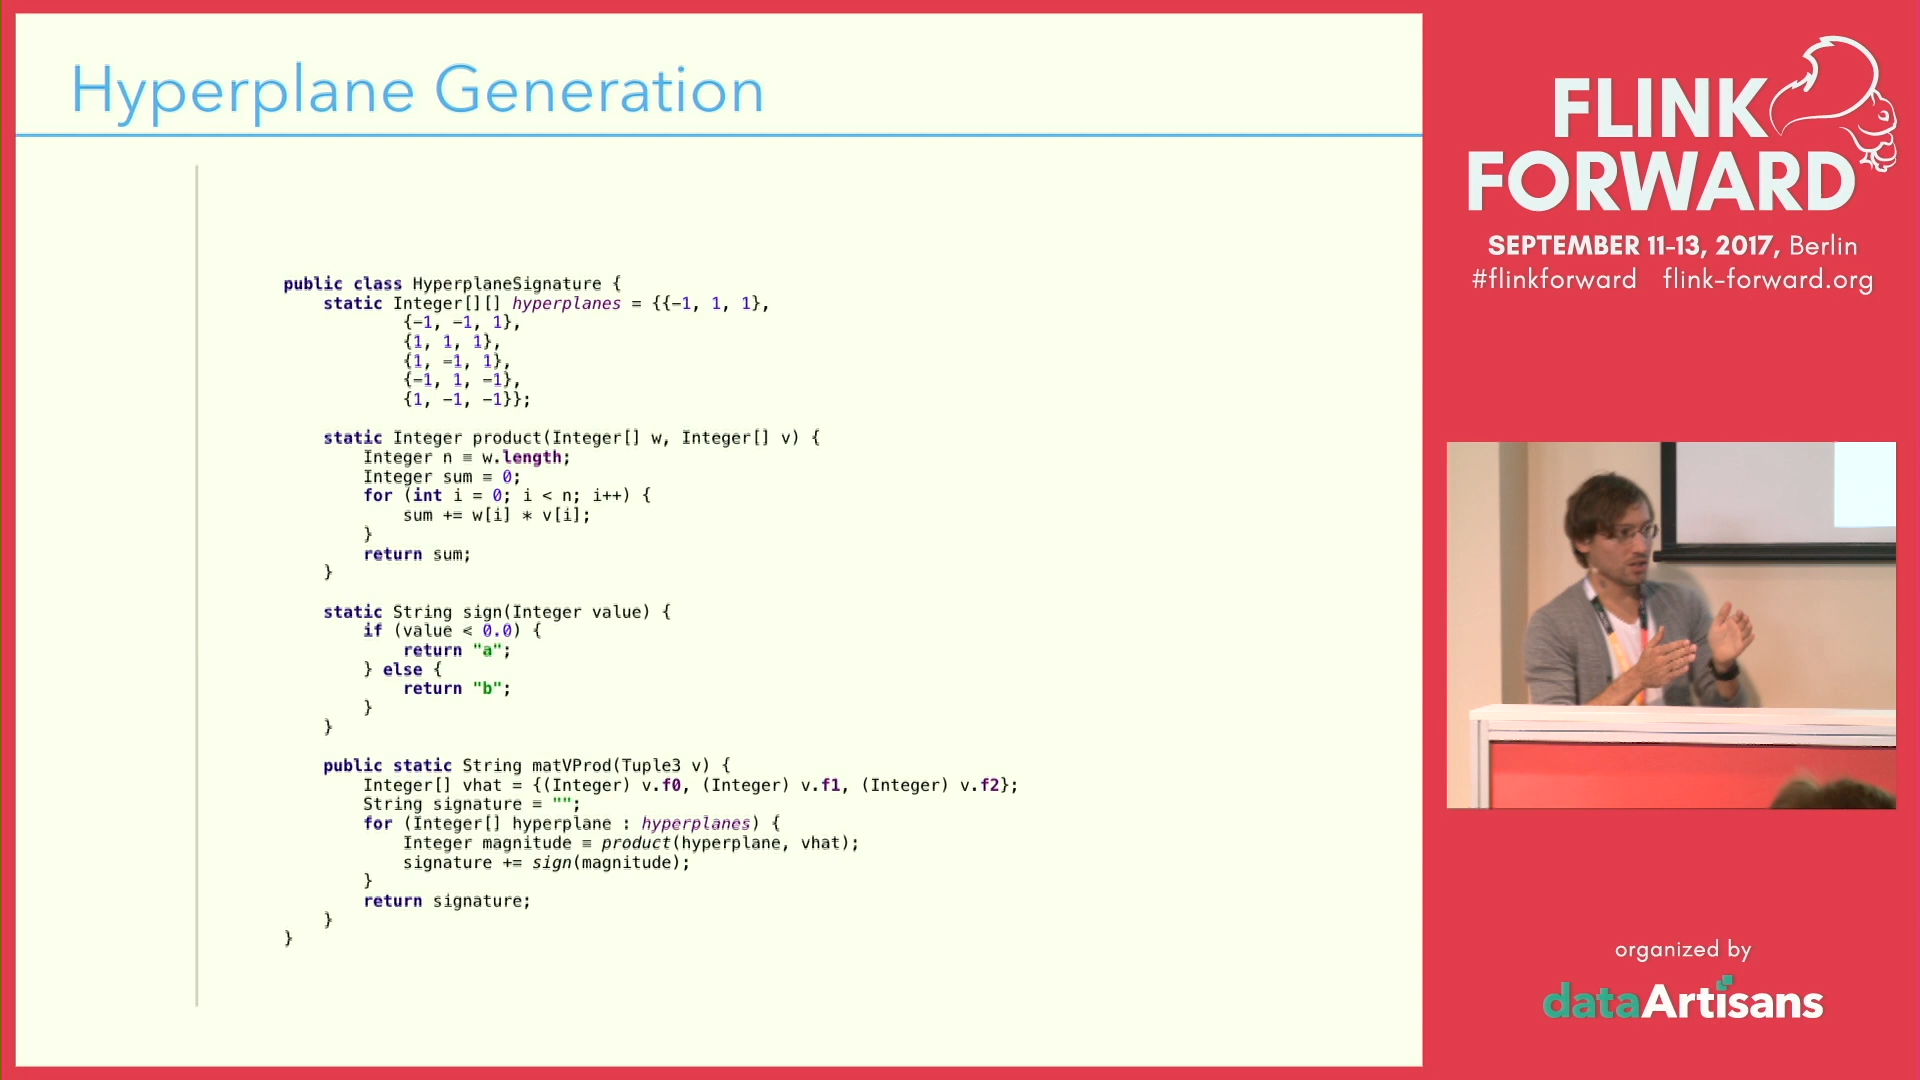 Hyperplane Generation
public class HyperplaneSignature {
static Integer[][] hyperplanes = {{-1, 1, 1},
{-1, -1, 1},
{1, 1, 1},
{1, -1, 1},
{-1, 1, -1},
{1, -1, -1}};
static Integer product(Integer[] w, Integer[] v) {
Integer n = w.length;
Integer sum = 0;
for (int i = 0; i < n; i++) {
sum += w[i] * v[i];
}
return sum;
}
static String sign(Integer value) {
if (value < 0.0) {
return "a";
} else {
return "b";
}
}
public static String matVProd(Tuple3 v) {
Integer[] vhat = {(Integer) v.f0, (Integer) v.f1, (Integer) v.f2};
String signature = "";
for (Integer[] hyperplane : hyperplanes) {
Integer magnitude = product(hyperplane, vhat);
signature += sign(magnitude);
}
return signature;
}
}
FLINK
FORWARD
SEPTEMBER 11-13, 2017, Berlin
#flinkforward flink-forward.org
organized by
dataArtisans